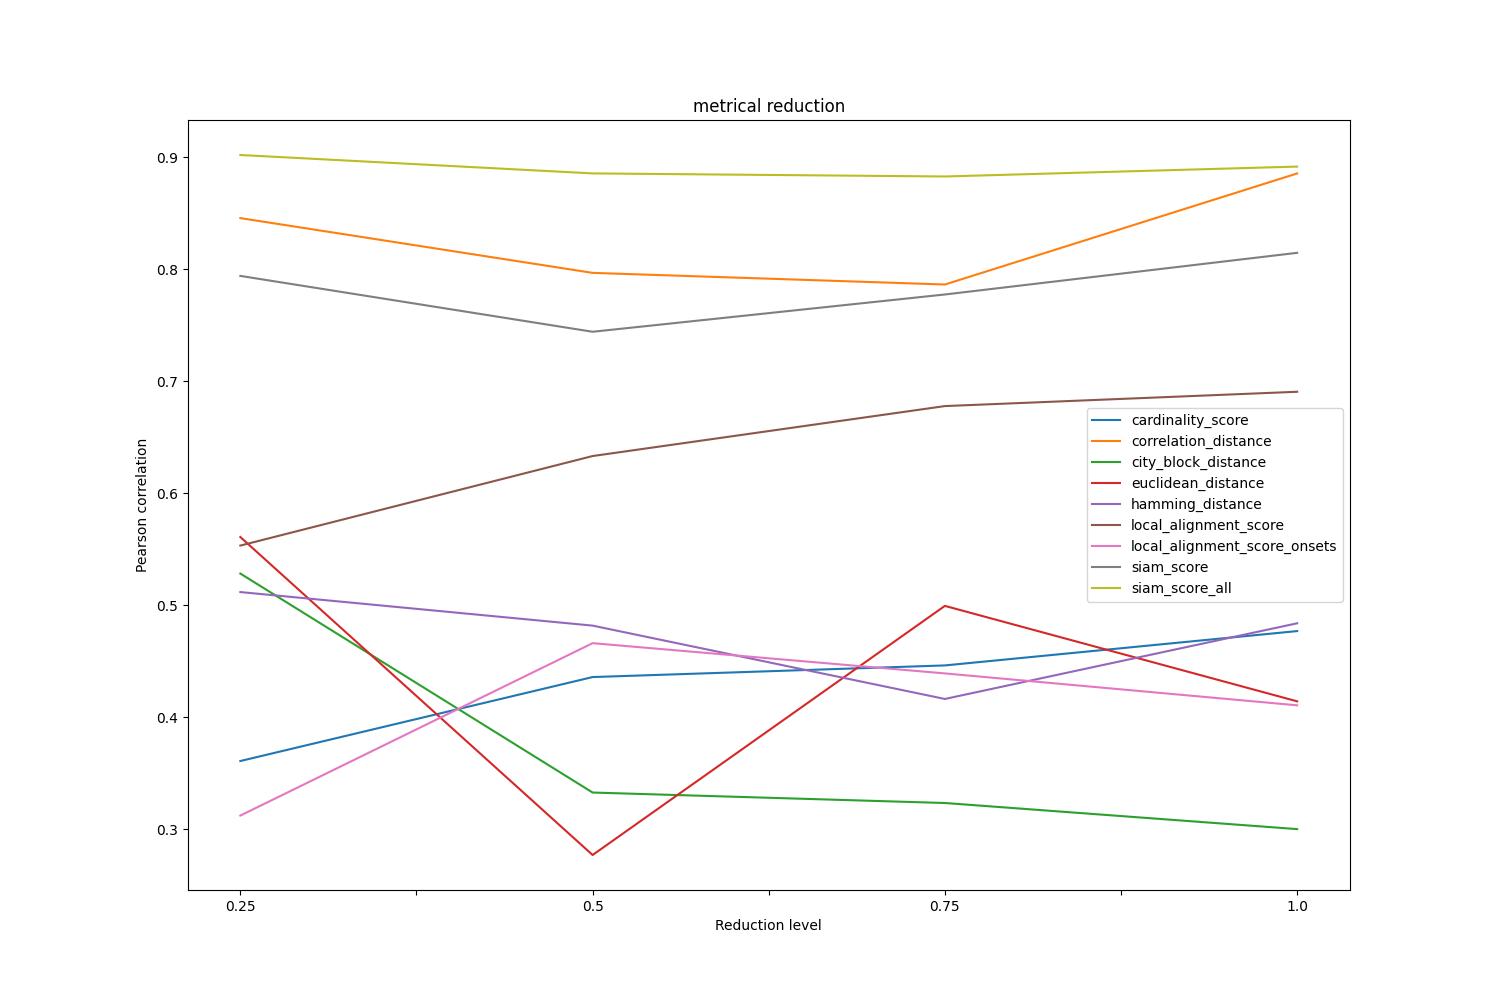 metrical reduction
0.9
0.8
0.7
0.6
0.5
0.4
0.3
Pearson correlation
cardinality_score
correlation_distance
city_block_distance
euclidean_distance
hamming_distance
local_alignment_score
local_alignment_score_onsets
siam_score
siam_score_all
0.25 0.5 0.75 1.0
Reduction level